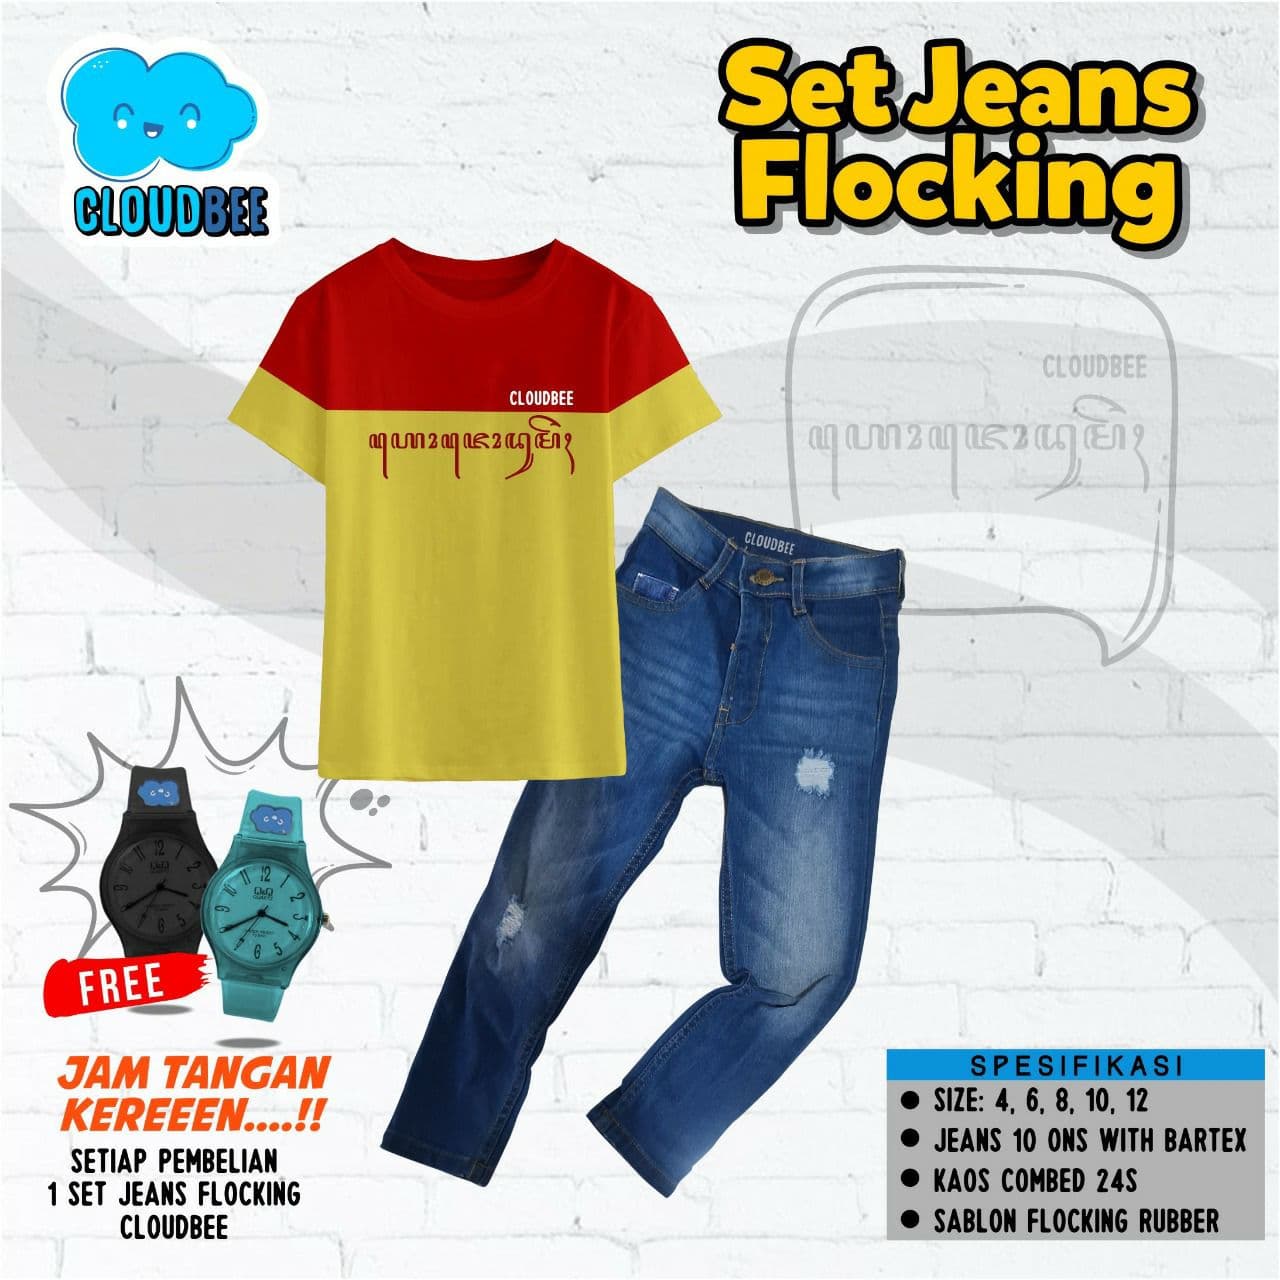 CLOUDBEE
Set Jeans
Flocking
CLOUDBEE
CLOUDBEE
CLOUDBEE
FREE
JAM TANGAN
KEREEEN....!!
SETIAP PEMBELIAN
1 SET JEANS FLOCKING
CLOUDBEE
SPESIFIKASI
● SIZE: 4, 6, 8, 10, 12
● JEANS 10 ONS WITH BARTEX
● KAOS COMBED 24S
● SABLON FLOCKING RUBBER